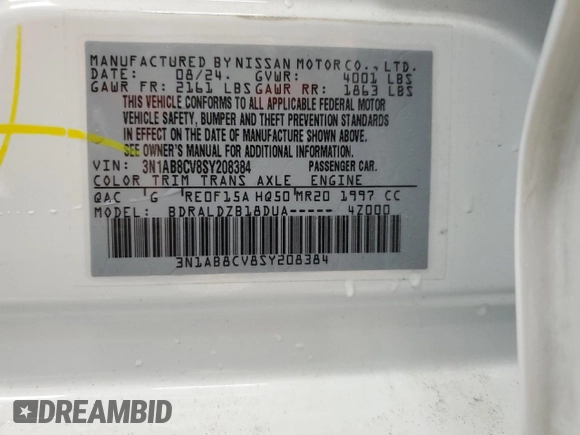 MANUFACTURED BY NISSAN MOTOR CO., LTD.
DATE: 08/24. GVWR: 4001 LBS
GAWR FR: 2161 LBS GAWR RR: 1863 LBS
THIS VEHICLE CONFORMS TO ALL APPLICABLE FEDERAL MOTOR
VEHICLE SAFETY, BUMPER AND THEFT PREVENTION STANDARDS
IN EFFECT ON THE DATE OF MANUFACTURE SHOWN ABOVE.
SEE OWNER'S MANUAL FOR ADDITIONAL INFORMATION.
VIN: 3N1AB8CV8SY208384 PASSENGER CAR.
COLOR TRIM TRANS AXLE ENGINE
QAC G RE0F15A HQ50 MR20 1997 CC
MODEL: BDRALDZB18DUA----- 4Z000
3N1AB8CV8SY208384
DREAMBID